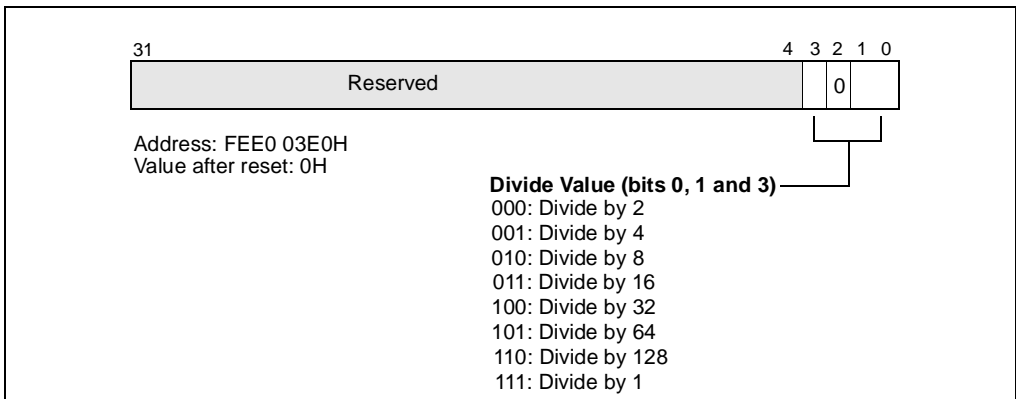 31 4 3 2 1 0
Reserved 0
Address: FEE0 03E0H
Value after reset: 0H
Divide Value (bits 0, 1 and 3)
000: Divide by 2
001: Divide by 4
010: Divide by 8
011: Divide by 16
100: Divide by 32
101: Divide by 64
110: Divide by 128
111: Divide by 1